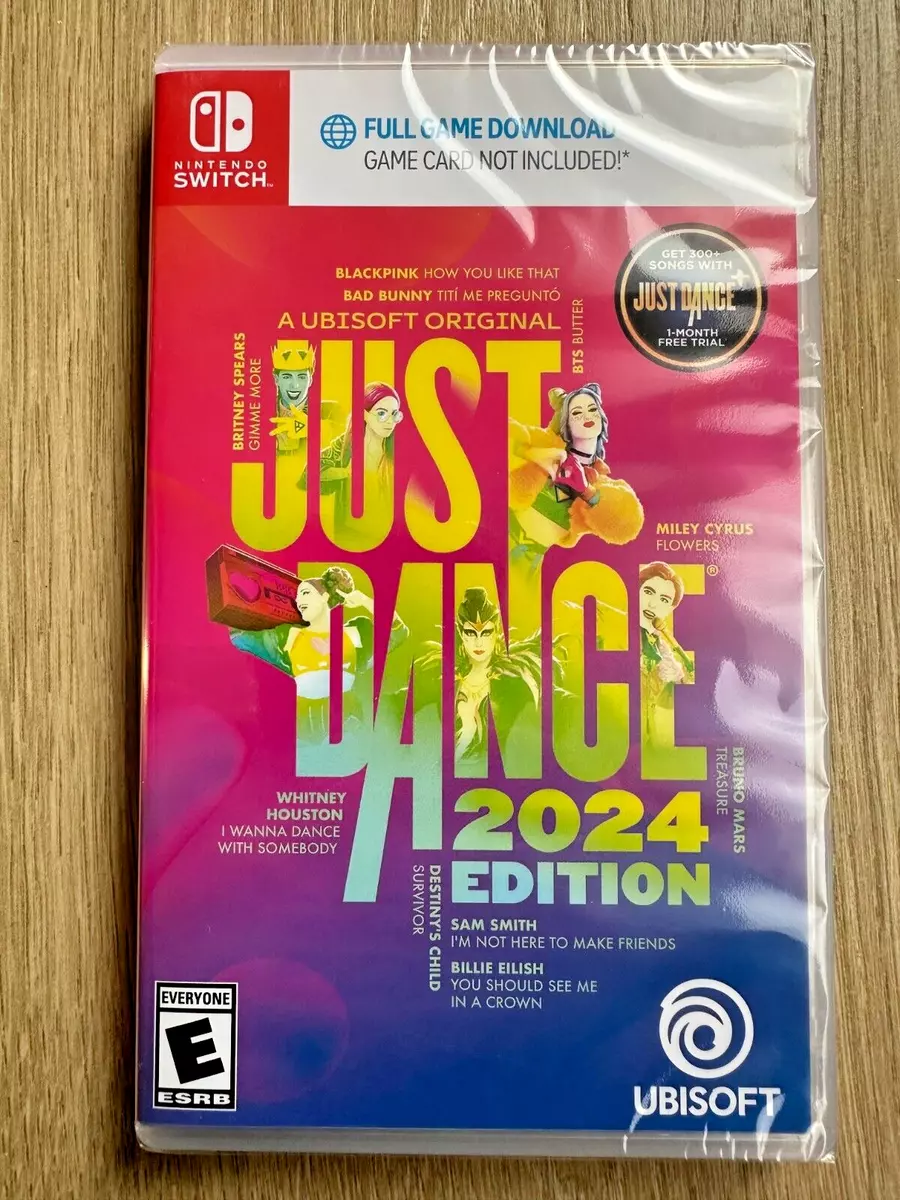 NINTENDO
SWITCH™
FULL GAME DOWNLOAD
GAME CARD NOT INCLUDED!*
GET 300+
SONGS WITH
JUST DANCE+
1-MONTH
FREE TRIAL
BLACKPINK HOW YOU LIKE THAT
BAD BUNNY TITÍ ME PREGUNTÓ
A UBISOFT ORIGINAL
BTS BUTTER
BRITNEY SPEARS
GIMME MORE
JUST
DANCE®
2024
EDITION
MILEY CYRUS
FLOWERS
BRUNO MARS
TREASURE
WHITNEY
HOUSTON
I WANNA DANCE
WITH SOMEBODY
DESTINY'S CHILD
SURVIVOR
SAM SMITH
I'M NOT HERE TO MAKE FRIENDS
BILLIE EILISH
YOU SHOULD SEE ME
IN A CROWN
EVERYONE
E
ESRB
UBISOFT